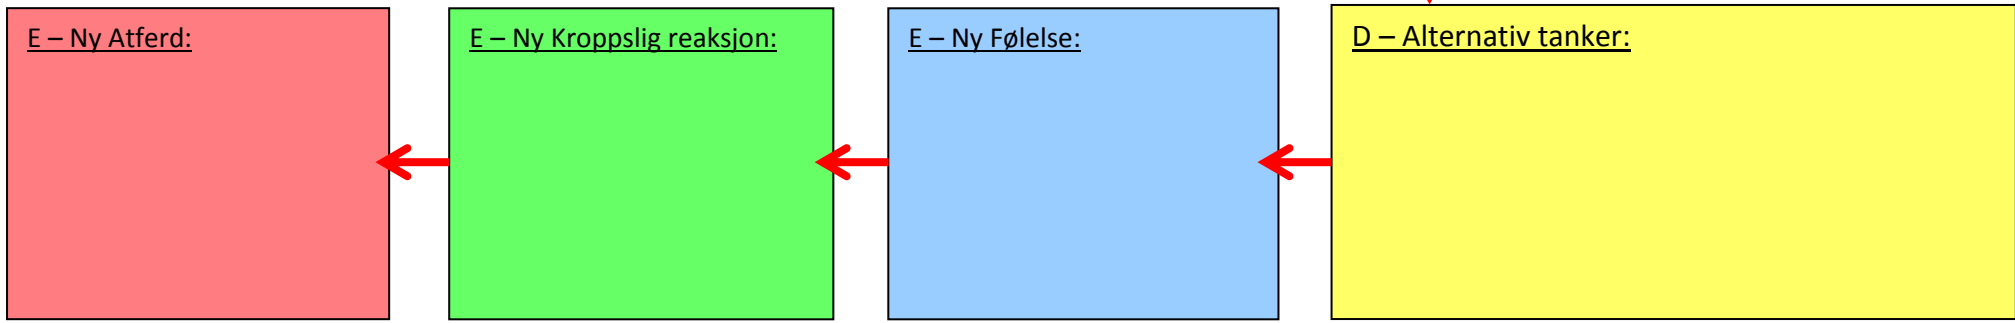 E – Ny Atferd:
E – Ny Kroppslig reaksjon:
E – Ny Følelse:
D – Alternativ tanker: